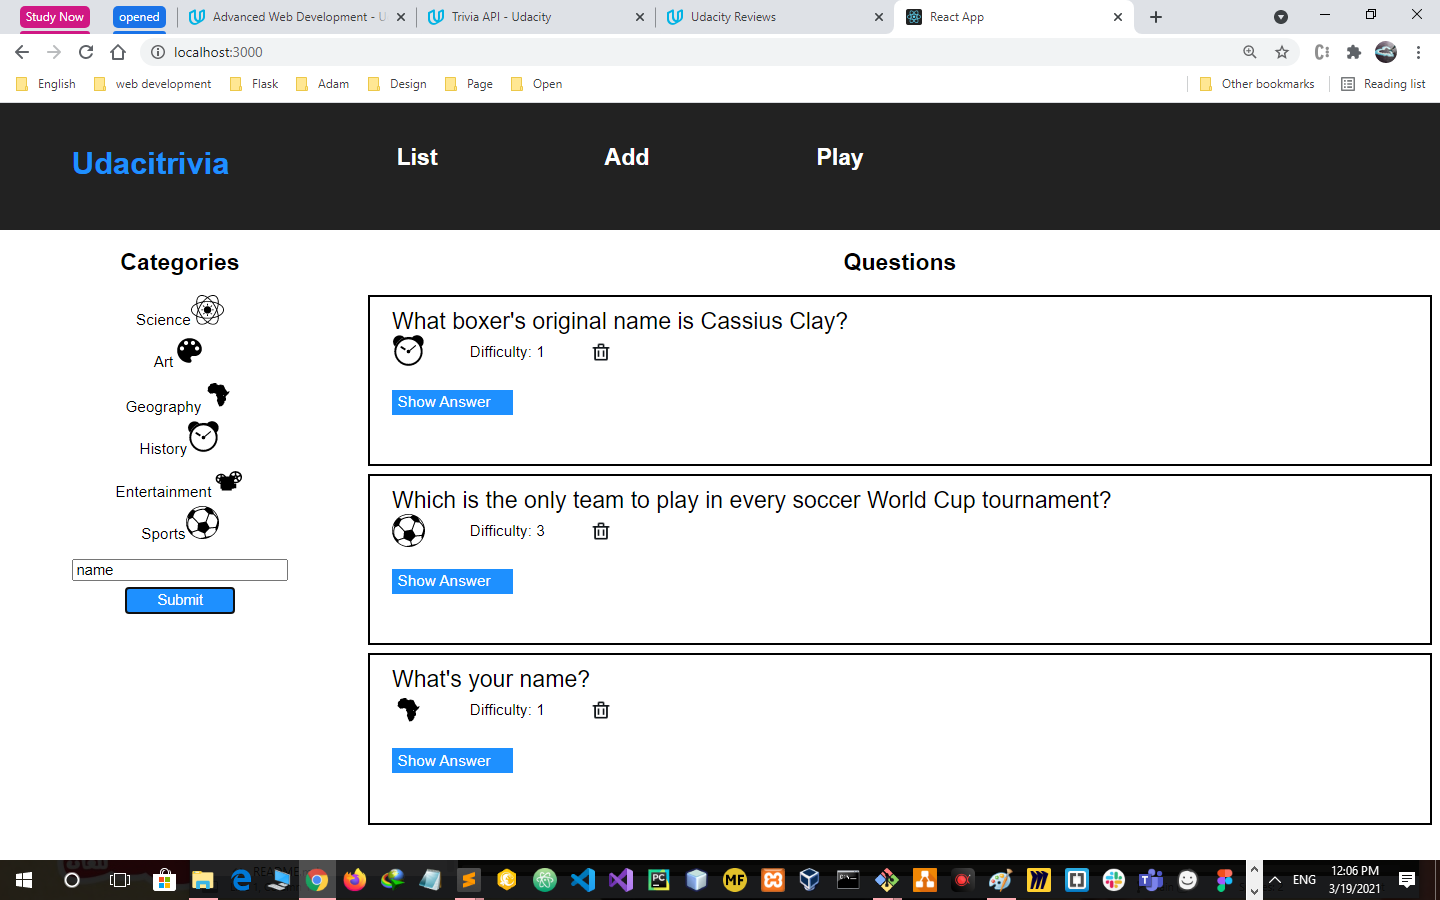 Study Now
opened
Advanced Web Development - U
Trivia API - Udacity
Udacity Reviews
React App
localhost:3000
English
web development
Flask
Adam
Design
Page
Open
Other bookmarks
Reading list
Udacitrivia
List
Add
Play
Categories
Science
Art
Geography
History
Entertainment
Sports
name
Submit
Questions
What boxer's original name is Cassius Clay?
Difficulty: 1
Show Answer
Which is the only team to play in every soccer World Cup tournament?
Difficulty: 3
Show Answer
What's your name?
Difficulty: 1
Show Answer
ENG
12:06 PM
3/19/2021